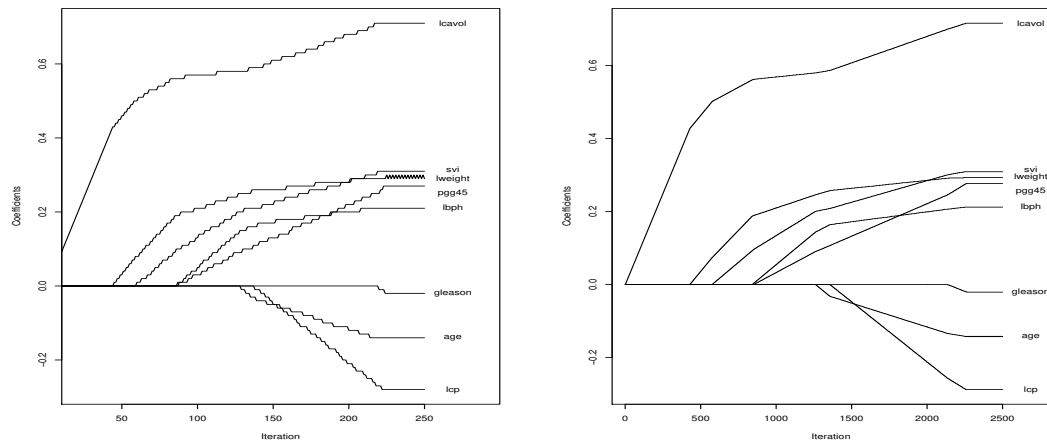 lcavol
svi
lweight
pgg45
lbph
gleason
age
lcp
Coefficients
0.6
0.4
0.2
0.0
−0.2
50
100
150
200
250
Iteration
lcavol
svi
lweight
pgg45
lbph
gleason
age
lcp
Coefficients
0.6
0.4
0.2
0.0
−0.2
0
500
1000
1500
2000
2500
Iteration